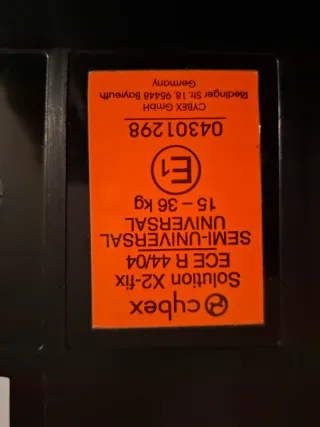 cybex
Solution X2-fix
ECE R 44/04
SEMI-UNIVERSAL
UNIVERSAL
15 – 36 kg
E1
04301298
CYBEX GmbH
Riedinger Str. 18, 95448 Bayreuth
Germany